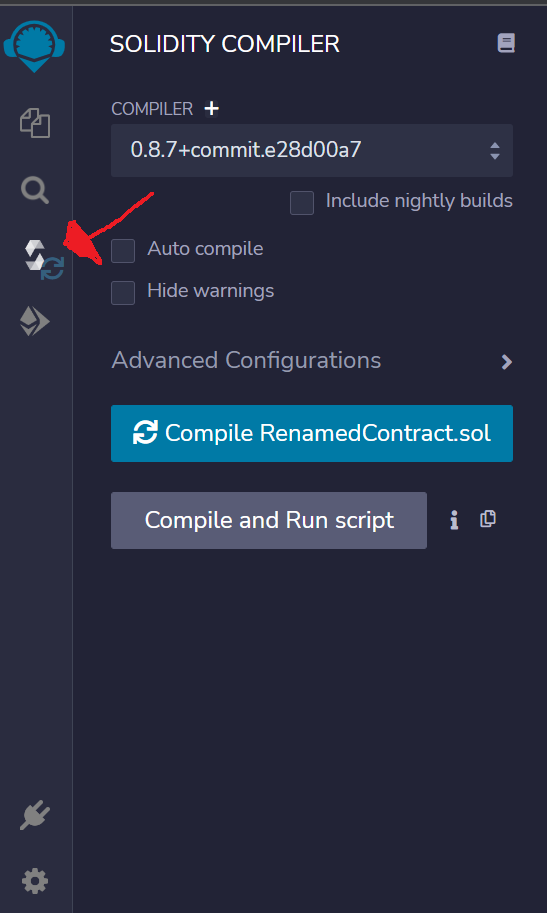 SOLIDITY COMPILER
COMPILER +
0.8.7+commit.e28d00a7
Include nightly builds
Auto compile
Hide warnings
Advanced Configurations
Compile RenamedContract.sol
Compile and Run script